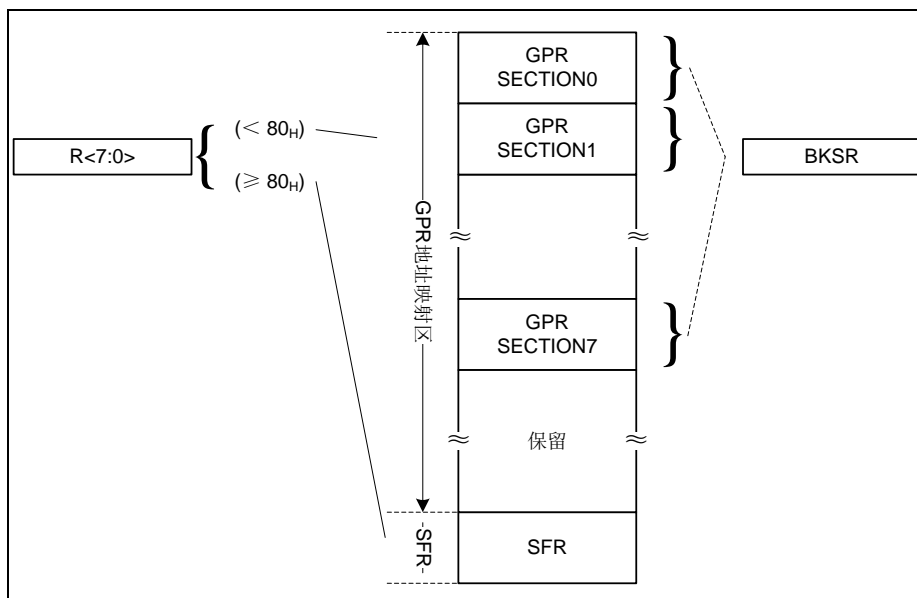 GPR
SECTION0
GPR
SECTION1
R<7:0>
(＜ 80H)
(≥ 80H)
BKSR
GPR地址映射区
GPR
SECTION7
保留
SFR
-SFR-